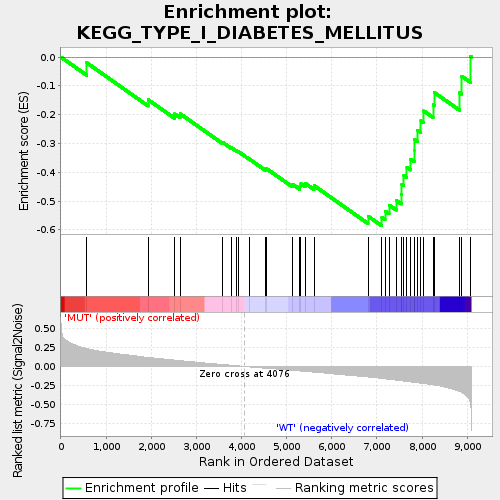 Enrichment plot:
KEGG_TYPE_I_DIABETES_MELLITUS
Enrichment score (ES)
0.0
-0.1
-0.2
-0.3
-0.4
-0.5
-0.6
'MUT' (positively correlated)
Ranked list metric (Signal2Noise)
0.50
0.25
0.00
-0.25
-0.50
-0.75
Zero cross at 4076
'WT' (negatively correlated)
0
1,000
2,000
3,000
4,000
5,000
6,000
7,000
8,000
9,000
Rank in Ordered Dataset
Enrichment profile
Hits
Ranking metric scores